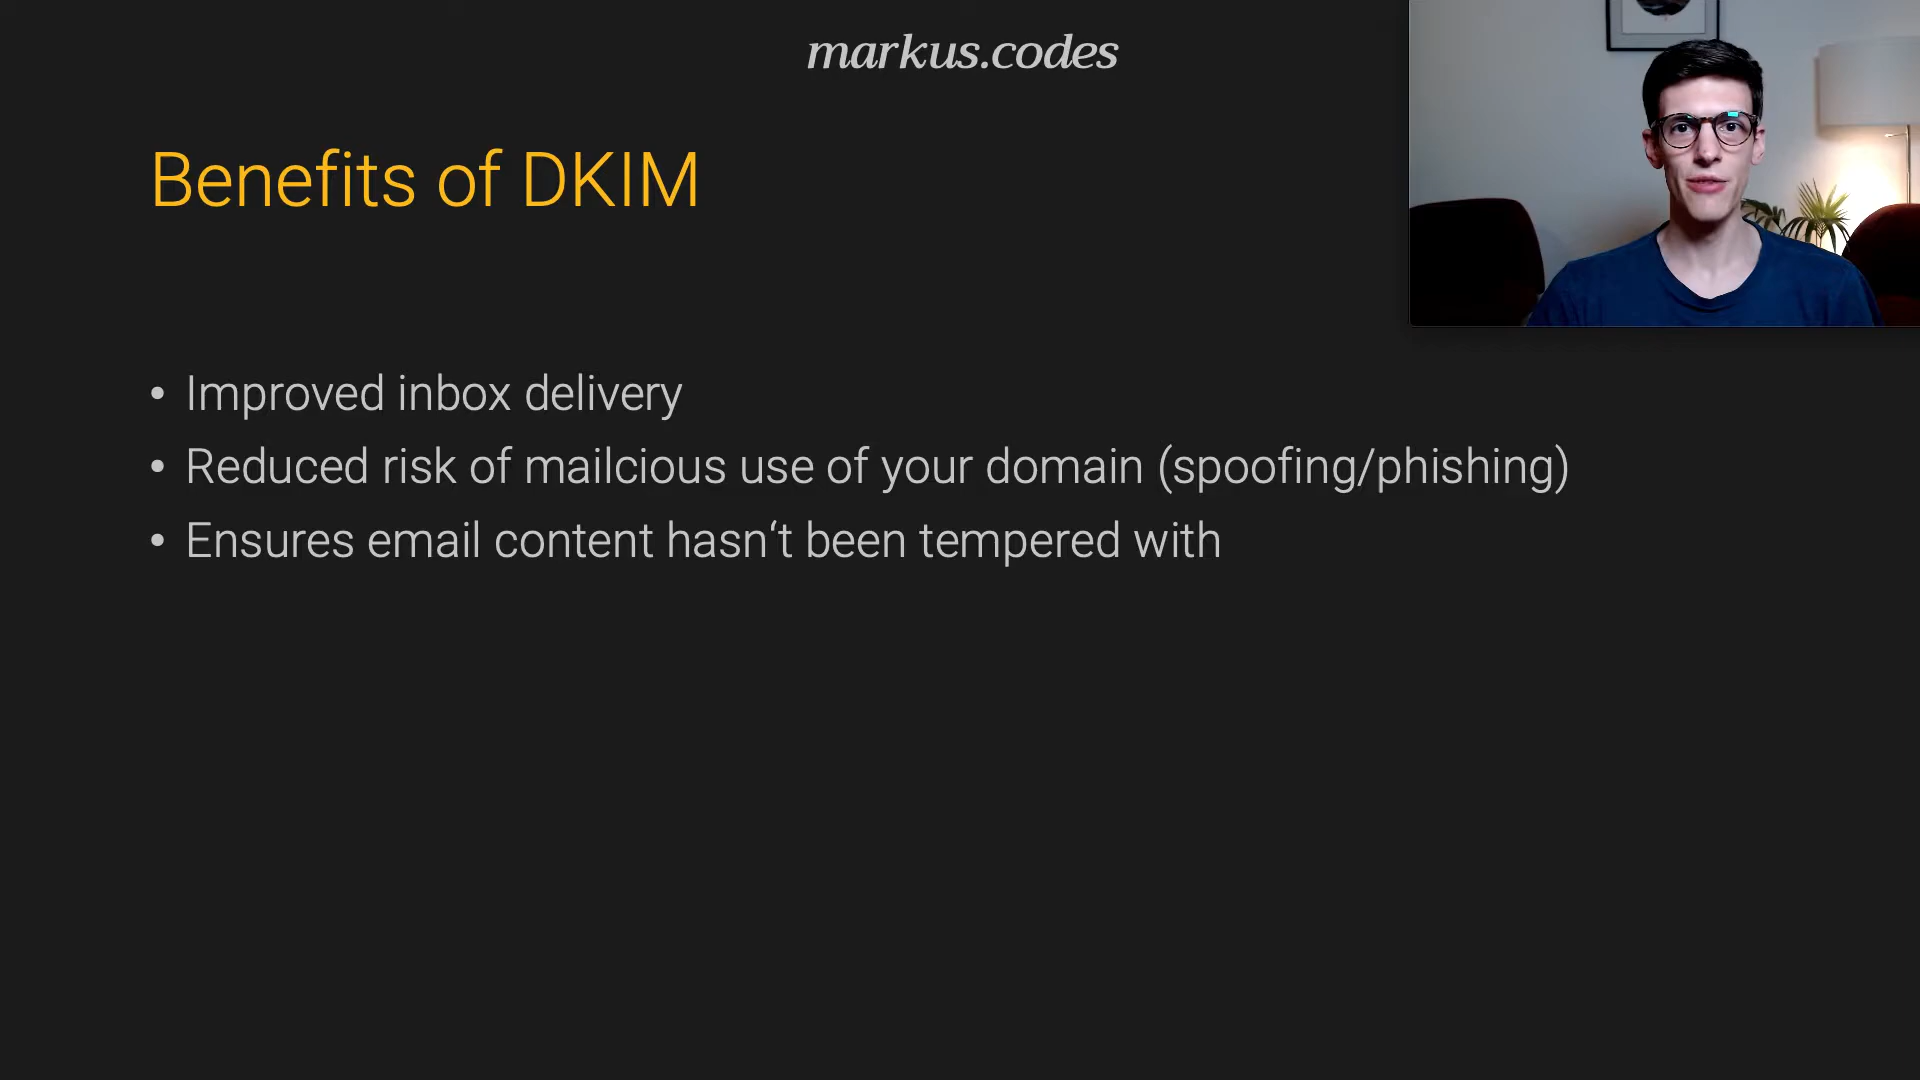 markus.codes
Benefits of DKIM
• Improved inbox delivery
• Reduced risk of mailcious use of your domain (spoofing/phishing)
• Ensures email content hasn‘t been tempered with